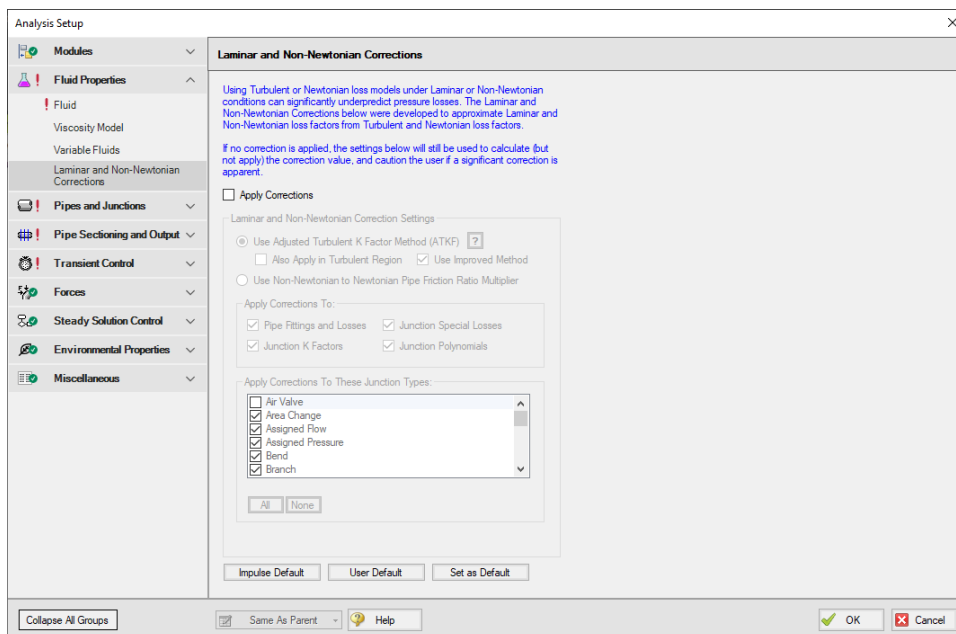 Analysis Setup
Modules
Fluid Properties
Fluid
Viscosity Model
Variable Fluids
Laminar and Non-Newtonian
Corrections
Pipes and Junctions
Pipe Sectioning and Output
Transient Control
Forces
Steady Solution Control
Environmental Properties
Miscellaneous
Laminar and Non-Newtonian Corrections
Using Turbulent or Newtonian loss models under Laminar or Non-Newtonian
conditions can significantly underpredict pressure losses. The Laminar and
Non-Newtonian Corrections below were developed to approximate Laminar and
Non-Newtonian loss factors from Turbulent and Newtonian loss factors.
If no correction is applied, the settings below will still be used to calculate (but
not apply) the correction value, and caution the user if a significant correction is
apparent.
Apply Corrections
Laminar and Non-Newtonian Correction Settings
Use Adjusted Turbulent K Factor Method (ATKF) ?
Also Apply in Turbulent Region Use Improved Method
Use Non-Newtonian to Newtonian Pipe Friction Ratio Multiplier
Apply Corrections To:
Pipe Fittings and Losses Junction Special Losses
Junction K Factors Junction Polynomials
Apply Corrections To These Junction Types:
Air Valve
Area Change
Assigned Flow
Assigned Pressure
Bend
Branch
All None
Impulse Default User Default Set as Default
Collapse All Groups Same As Parent Help OK Cancel